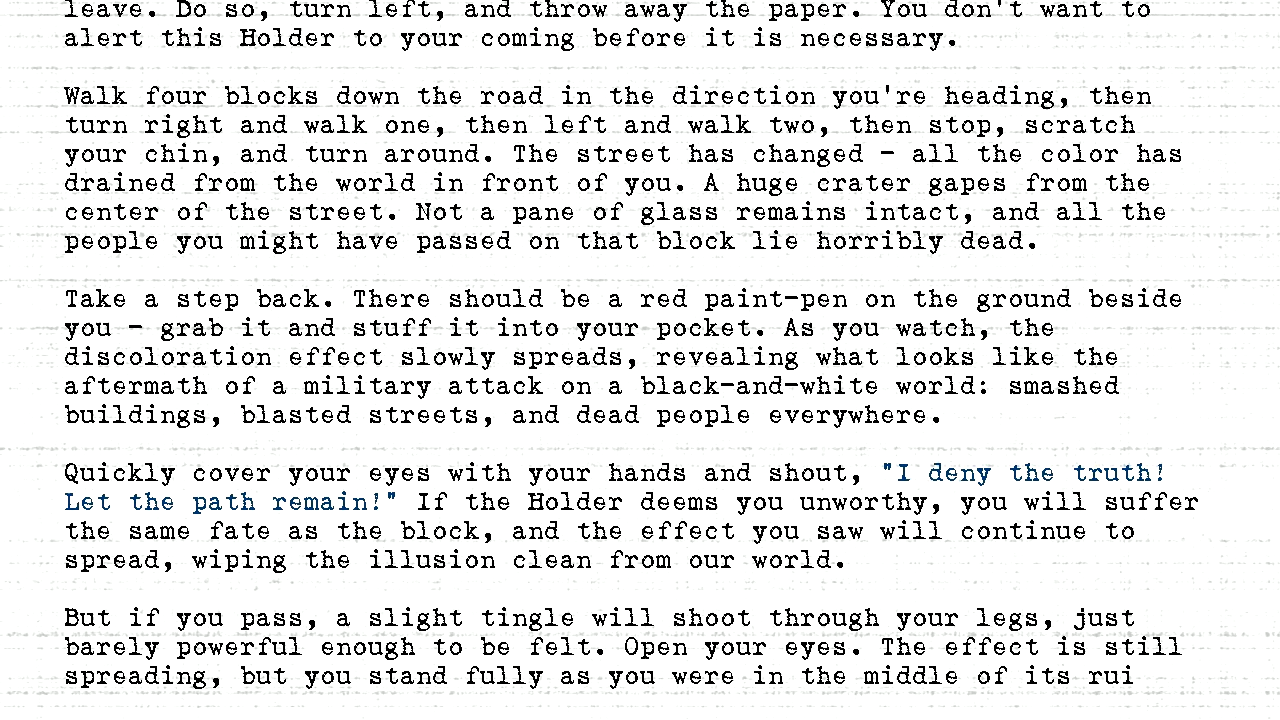 leave. Do so, turn left, and throw away the paper. You don't want to
alert this Holder to your coming before it is necessary.
Walk four blocks down the road in the direction you're heading, then
turn right and walk one, then left and walk two, then stop, scratch
your chin, and turn around. The street has changed - all the color has
drained from the world in front of you. A huge crater gapes from the
center of the street. Not a pane of glass remains intact, and all the
people you might have passed on that block lie horribly dead.
Take a step back. There should be a red paint-pen on the ground beside
you - grab it and stuff it into your pocket. As you watch, the
discoloration effect slowly spreads, revealing what looks like the
aftermath of a military attack on a black-and-white world: smashed
buildings, blasted streets, and dead people everywhere.
Quickly cover your eyes with your hands and shout, "I deny the truth!
Let the path remain!" If the Holder deems you unworthy, you will suffer
the same fate as the block, and the effect you saw will continue to
spread, wiping the illusion clean from our world.
But if you pass, a slight tingle will shoot through your legs, just
barely powerful enough to be felt. Open your eyes. The effect is still
spreading, but you stand fully as you were in the middle of its rui